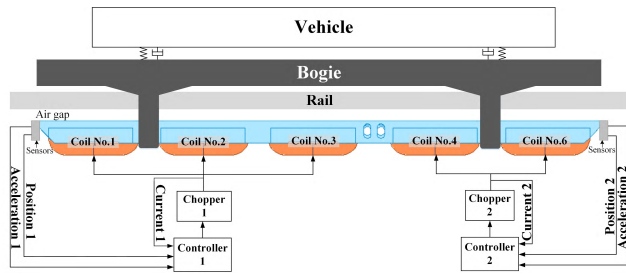 Vehicle
Bogie
Rail
Air gap
Coil No.1
Coil No.2
Coil No.3
Coil No.4
Coil No.6
Sensors
Sensors
Acceleration 1
Position 1
Current 1
Chopper
1
Controller
1
Chopper
2
Controller
2
Current 2
Position 2
Acceleration 2